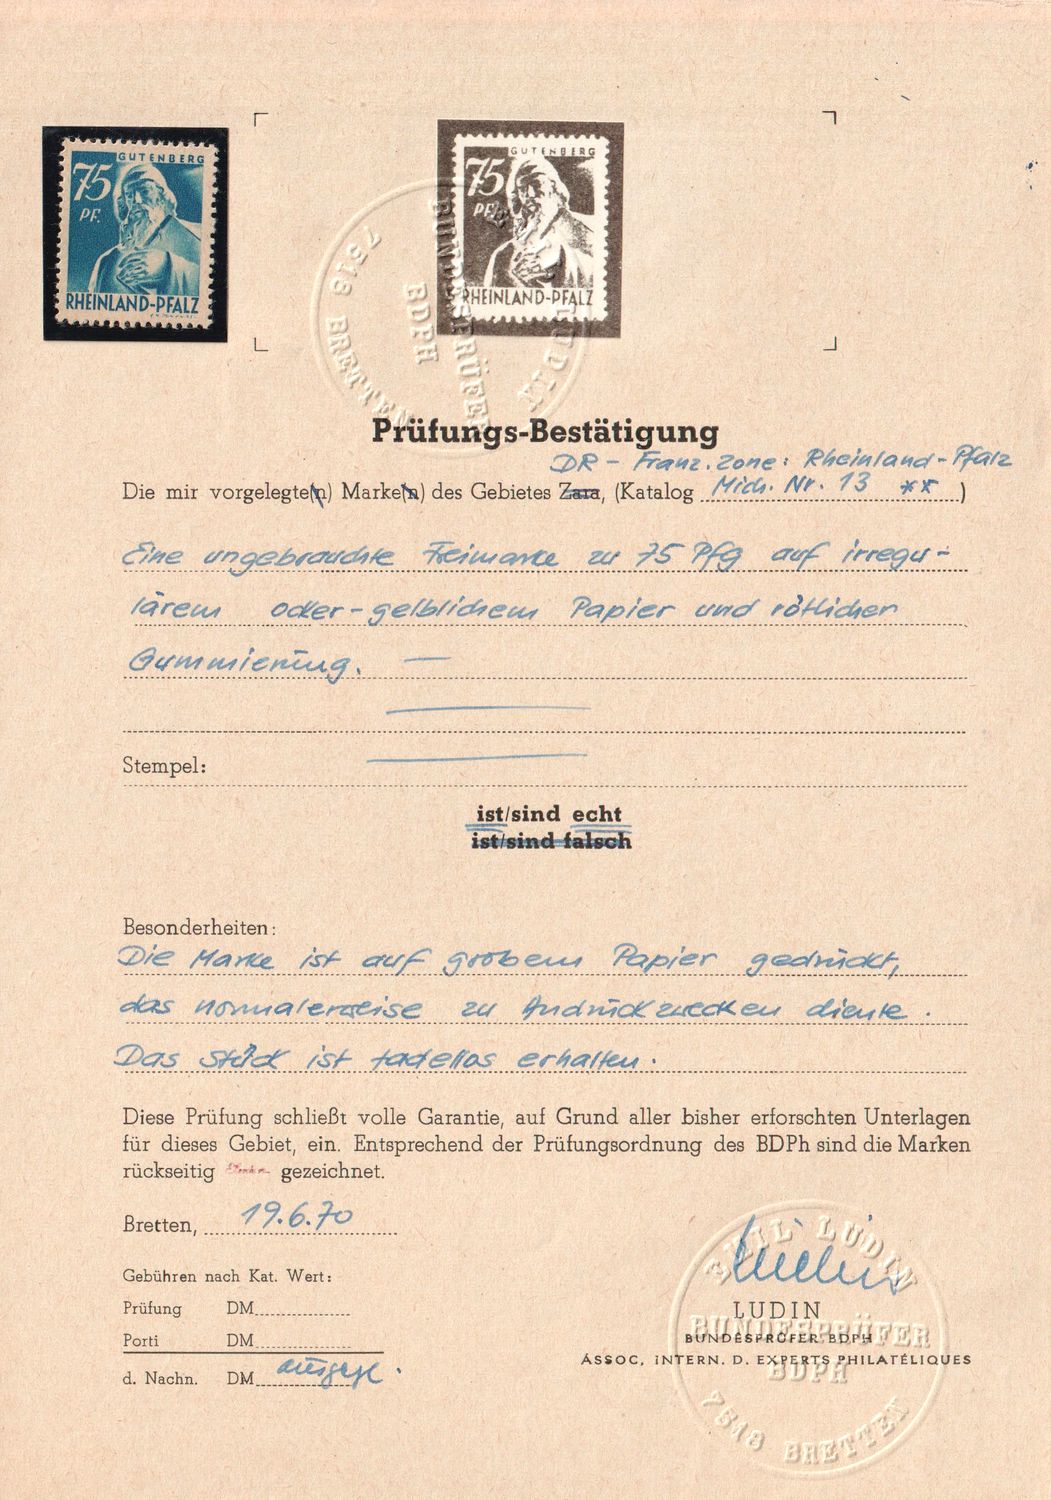 GUTENBERG
75
PF.
RHEINLAND-PFALZ
GUTENBERG
75
PF.
RHEINLAND-PFALZ
7518 BRETTEN
BDPH
BUNDESPRÜFER
LUDIN
Prüfungs-Bestätigung
DR - Franz. Zone: Rheinland-Pfalz
Die mir vorgelegte(n) Marke(n) des Gebietes Zara, (Katalog Mich. Nr. 13 ** )
Eine ungebrauchte Freimarke zu 75 Pfg auf irregu-
lärem ocker-gelblichem Papier und rötlicher
Gummierung. —
Stempel:
ist/sind echt
ist/sind falsch
Besonderheiten:
Die Marke ist auf grobem Papier gedruckt,
das normalerweise zu Andruckzwecken diente.
Das Stück ist tadellos erhalten.
Diese Prüfung schließt volle Garantie, auf Grund aller bisher erforschten Unterlagen
für dieses Gebiet, ein. Entsprechend der Prüfungsordnung des BDPh sind die Marken
rückseitig gezeichnet.
Bretten, 19.6.70
Gebühren nach Kat. Wert:
Prüfung DM
Porti DM
d. Nachn. DM
EMIL LUDIN
LUDIN
BUNDESPRÜFER
BUNDESPRÜFER BDPH
ASSOC. INTERN. D. EXPERTS PHILATÉLIQUES
BDPH
7518 BRETTEN